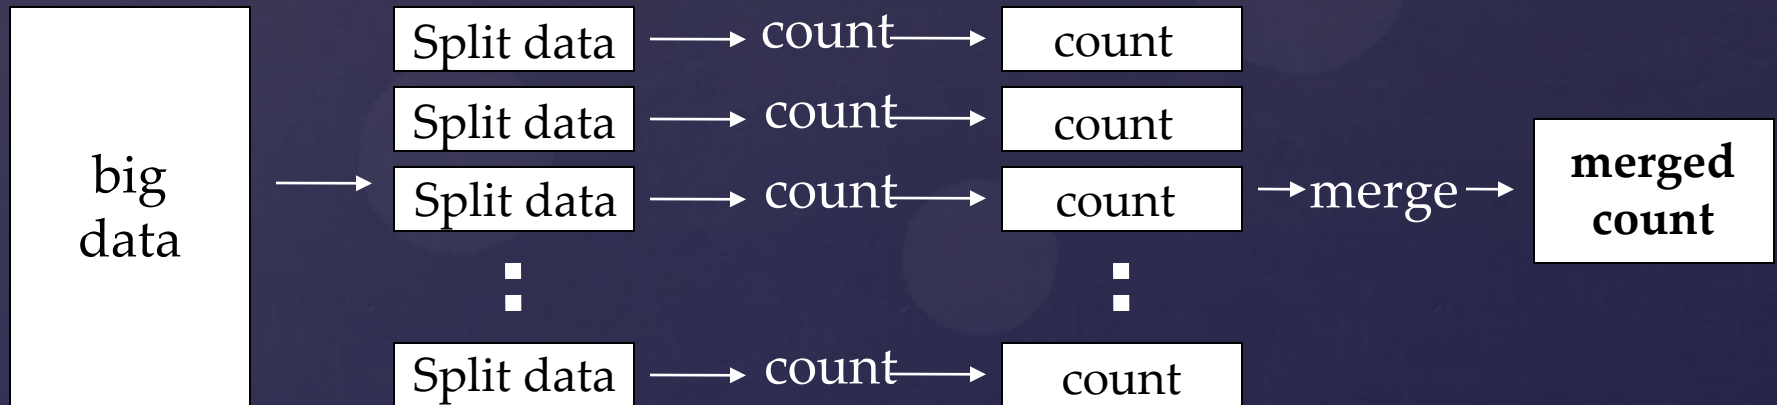 big
data
Split data count count
Split data count count
Split data count count
Split data count count
merge
merged
count